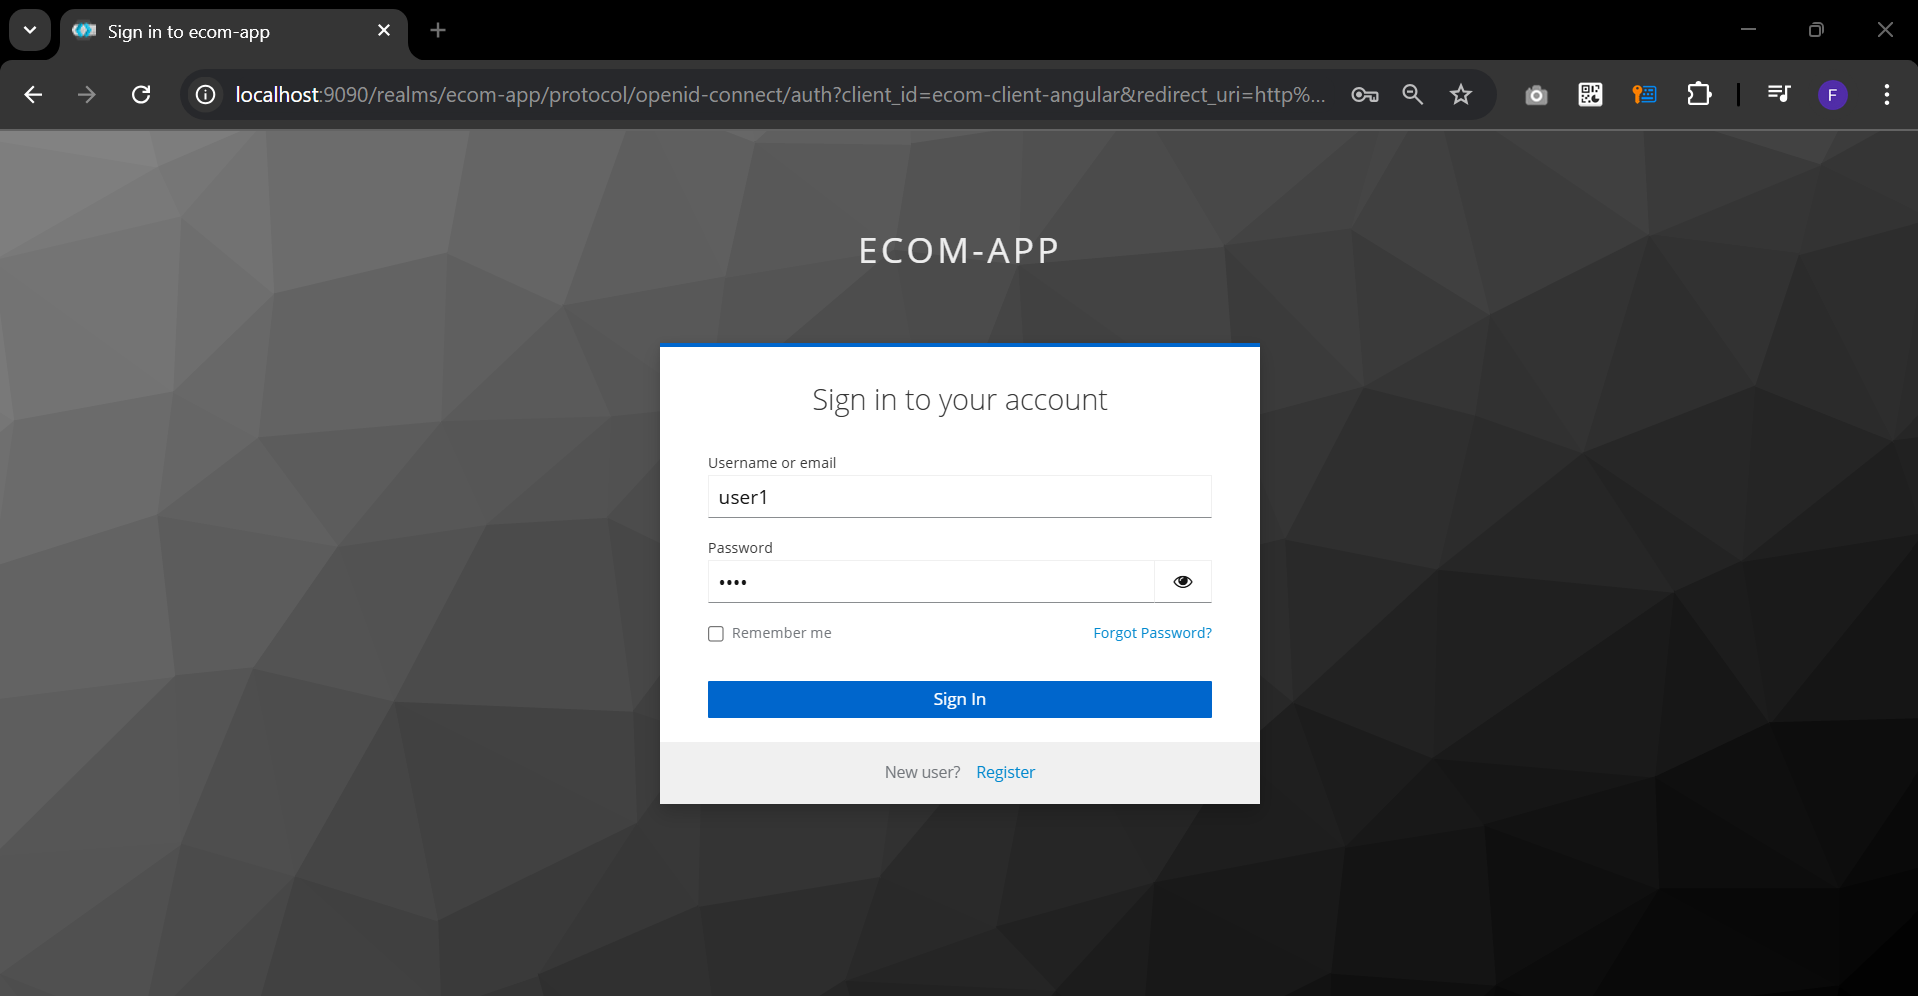 Sign in to ecom-app
localhost:9090/realms/ecom-app/protocol/openid-connect/auth?client_id=ecom-client-angular&redirect_uri=http%...
F
ECOM-APP
Sign in to your account
Username or email
user1
Password
••••
Remember me
Forgot Password?
Sign In
New user? Register